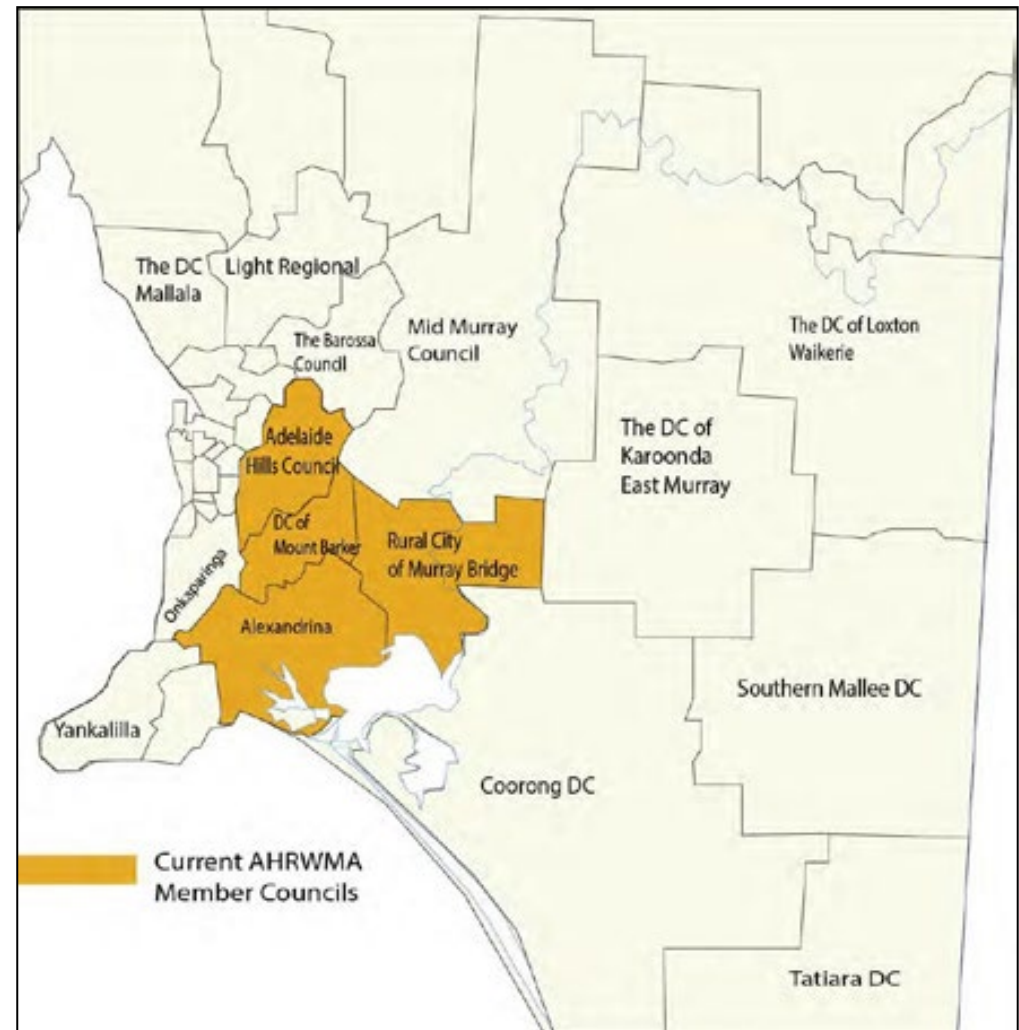 The DC
Mallala
Light Regional
The Barossa
Council
Mid Murray
Council
The DC of Loxton
Waikerie
The DC of
Karoonda
East Murray
Adelaide
Hills Council
DC of
Mount Barker
Rural City
of Murray Bridge
Onkaparinga
Alexandrina
Yankalilla
Southern Mallee DC
Coorong DC
Current AHRWMA
Member Councils
Tatiara DC